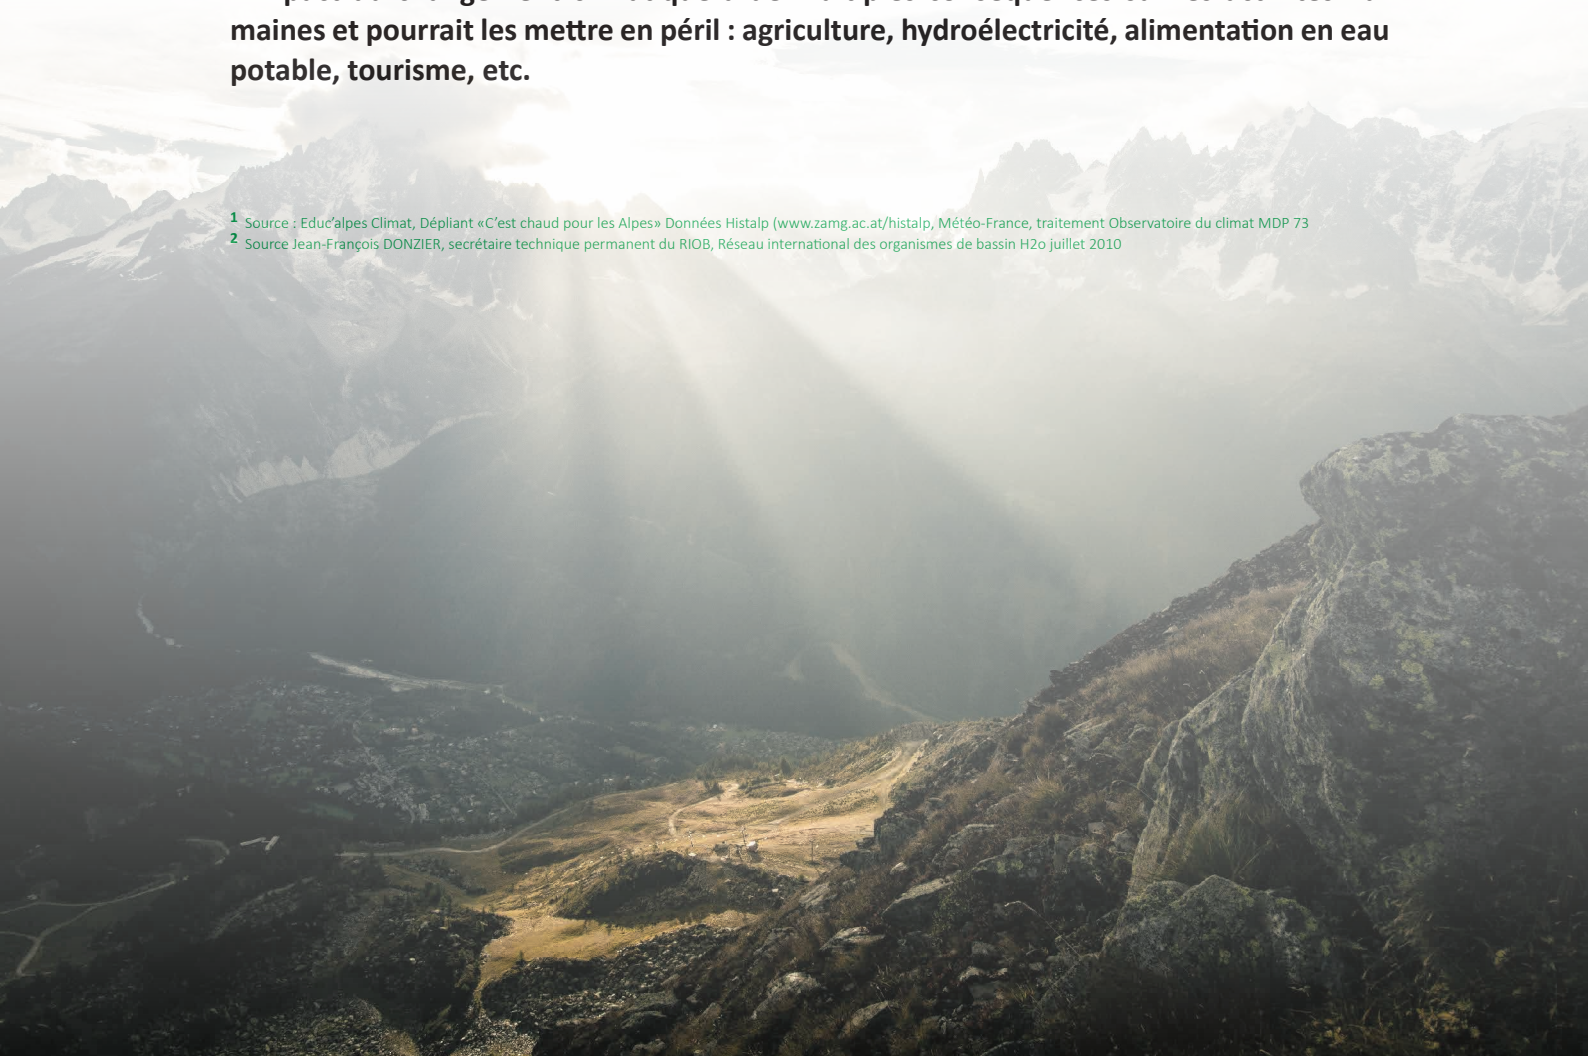 maines et pourrait les mettre en péril : agriculture, hydroélectricité, alimentation en eau
potable, tourisme, etc.
1 Source : Educ'alpes Climat, Dépliant «C'est chaud pour les Alpes» Données Histalp (www.zamg.ac.at/histalp, Météo-France, traitement Observatoire du climat MDP 73
2 Source Jean-François DONZIER, secrétaire technique permanent du RIOB, Réseau international des organismes de bassin H2o juillet 2010